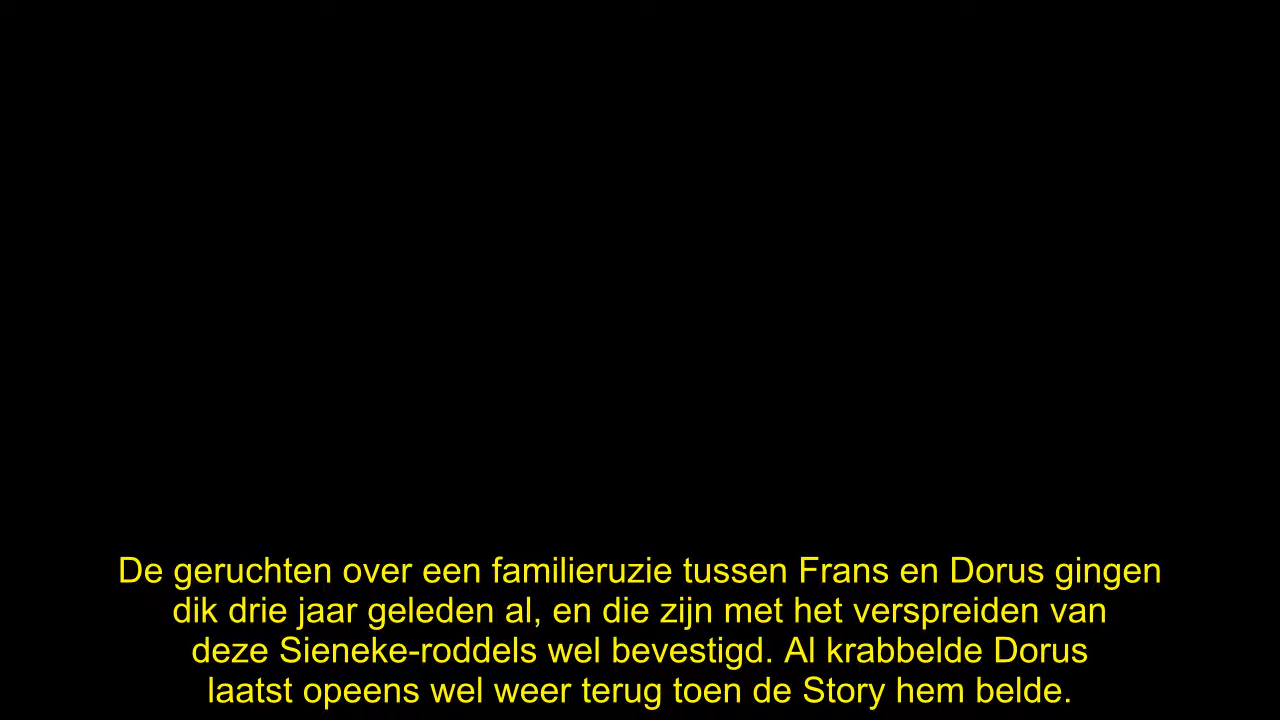 De geruchten over een familieruzie tussen Frans en Dorus gingen
dik drie jaar geleden al, en die zijn met het verspreiden van
deze Sieneke-roddels wel bevestigd. Al krabbelde Dorus
laatst opeens wel weer terug toen de Story hem belde.